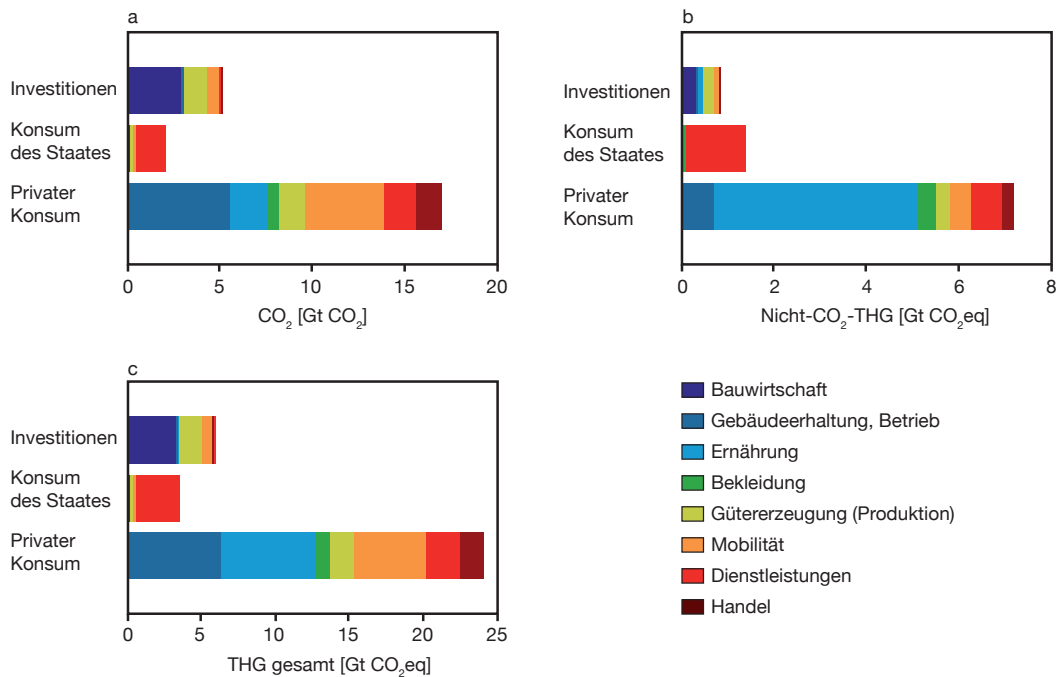 a
Investitionen
Konsum
des Staates
Privater
Konsum
0 5 10 15 20
CO₂ [Gt CO₂]
b
Investitionen
Konsum
des Staates
Privater
Konsum
0 2 4 6 8
Nicht-CO₂-THG [Gt CO₂eq]
c
Investitionen
Konsum
des Staates
Privater
Konsum
0 5 10 15 20 25
THG gesamt [Gt CO₂eq]
Bauwirtschaft
Gebäudeerhaltung, Betrieb
Ernährung
Bekleidung
Gütererzeugung (Produktion)
Mobilität
Dienstleistungen
Handel